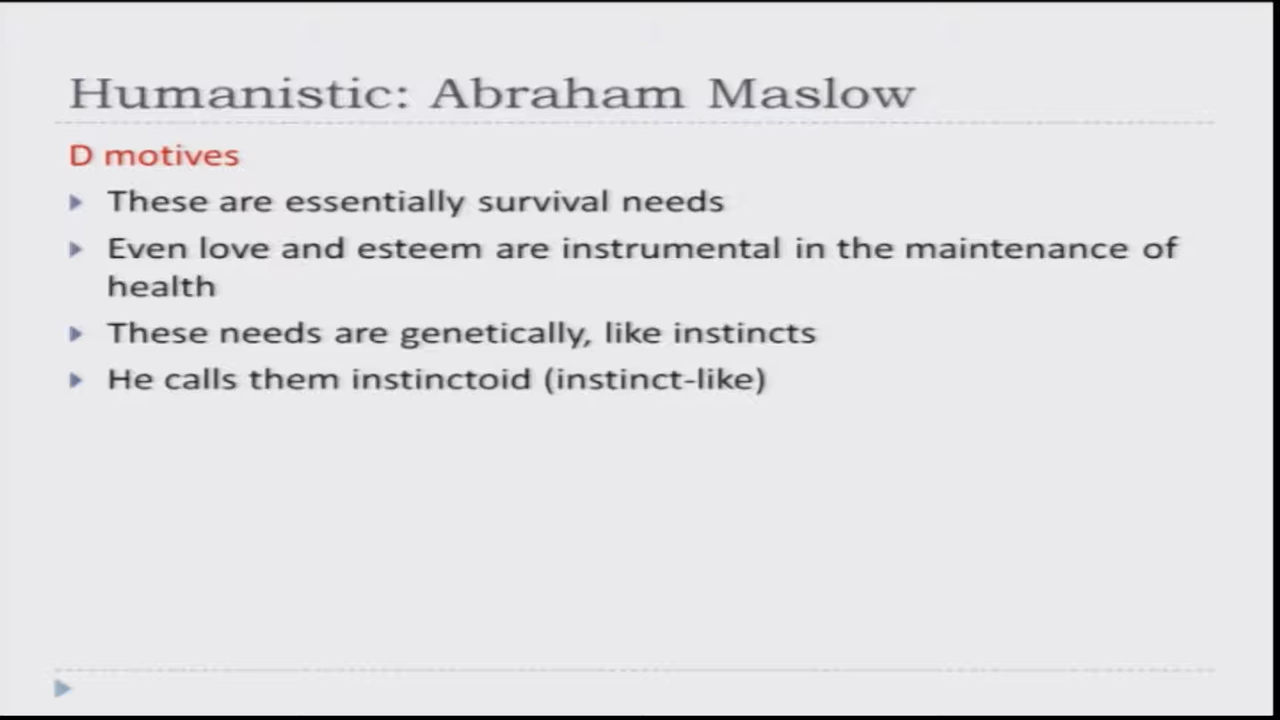 Humanistic: Abraham Maslow
D motives
These are essentially survival needs
Even love and esteem are instrumental in the maintenance of
health
These needs are genetically, like instincts
He calls them instinctoid (instinct-like)